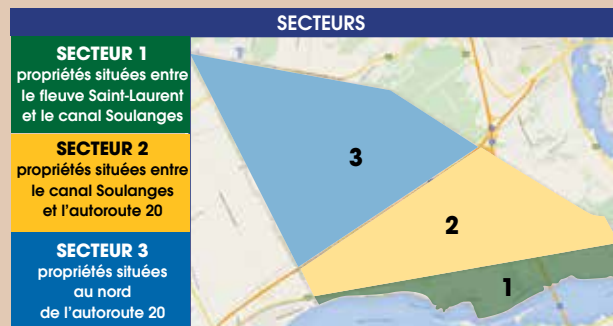 SECTEURS
SECTEUR 1
propriétés situées entre
le fleuve Saint-Laurent
et le canal Soulanges
SECTEUR 2
propriétés situées entre
le canal Soulanges
et l'autoroute 20
SECTEUR 3
propriétés situées
au nord
de l'autoroute 20
3
2
1